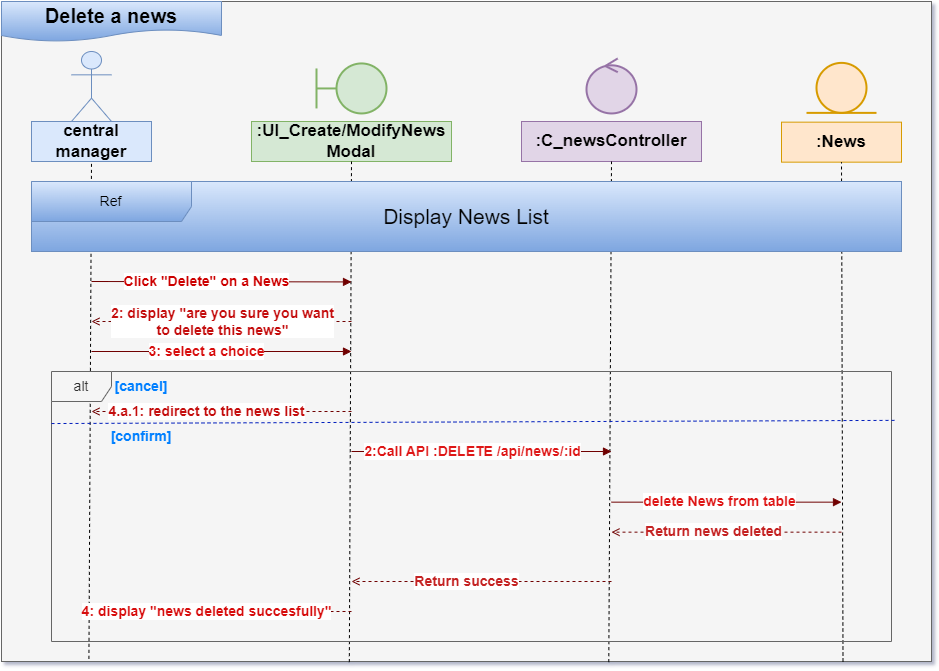 Delete a news
central
manager
:UI_Create/ModifyNews
Modal
:C_newsController
:News
Ref
Display News List
Click "Delete" on a News
2: display "are you sure you want
to delete this news"
3: select a choice
alt
[cancel]
4.a.1: redirect to the news list
[confirm]
2:Call API :DELETE /api/news/:id
delete News from table
Return news deleted
Return success
4: display "news deleted succesfully"